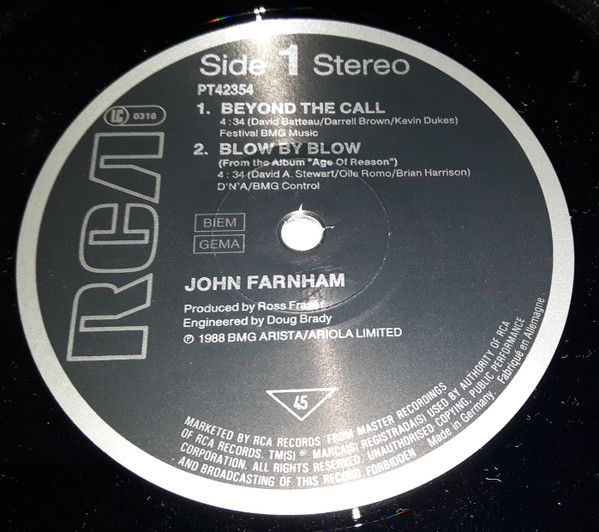 Side 1 Stereo
PT42354
LC 0316
RCA
1. BEYOND THE CALL
4:34 (David Batteau/Darrell Brown/Kevin Dukes)
Festival BMG Music
2. BLOW BY BLOW
(From the Album "Age Of Reason")
4:34 (David A. Stewart/Olle Romo/Brian Harrison)
D'N'A/BMG Control
BIEM
GEMA
JOHN FARNHAM
Produced by Ross Fraser
Engineered by Doug Brady
℗ 1988 BMG ARISTA/ARIOLA LIMITED
45
MARKETED BY RCA RECORDS FROM MASTER RECORDINGS
OF RCA RECORDS. TM(S) ® MARCA(S) REGISTRADA(S) USED BY AUTHORITY OF RCA
CORPORATION. ALL RIGHTS RESERVED. UNAUTHORISED COPYING, PUBLIC PERFORMANCE
AND BROADCASTING OF THIS RECORD FORBIDDEN Made in Germany. Fabriqué en Allemagne